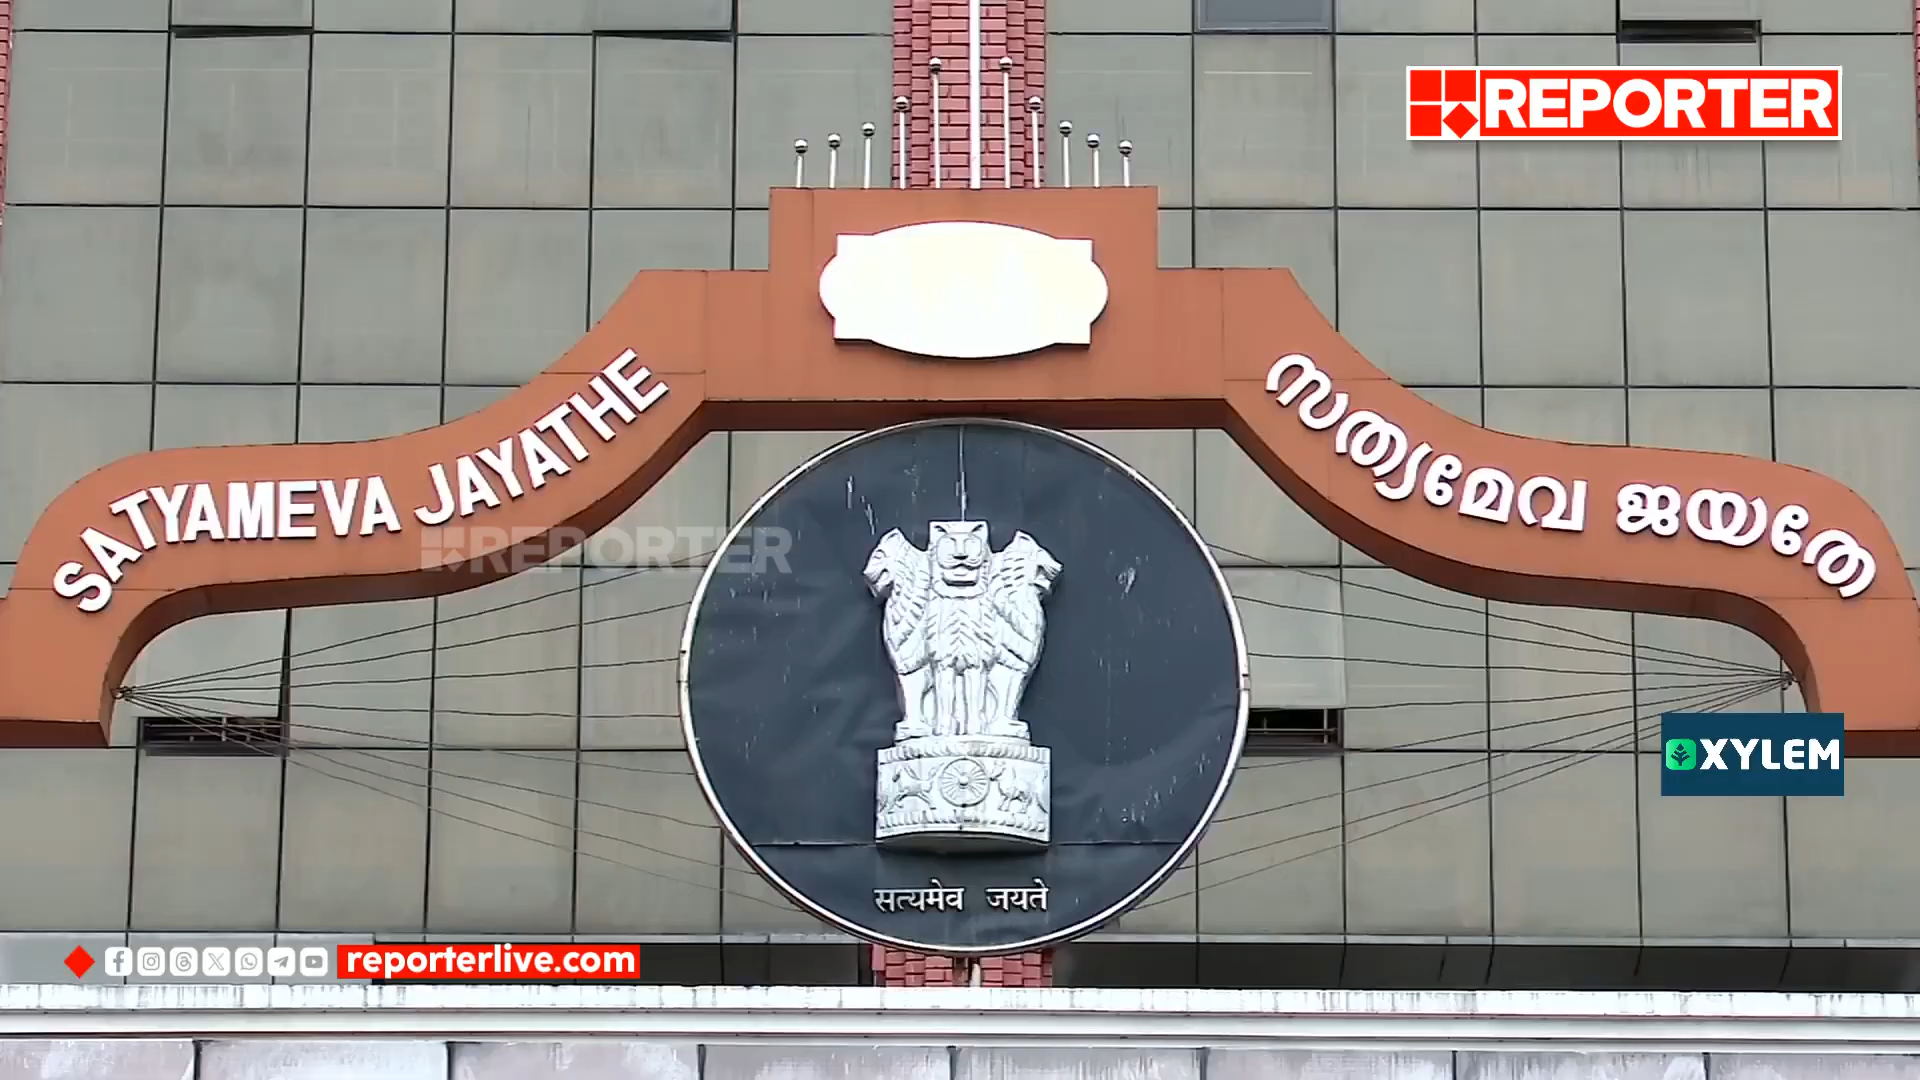 REPORTER
SATYAMEVA JAYATHE
സത്യമേവ ജയതേ
REPORTER
XYLEM
सत्यमेव जयते
reporterlive.com